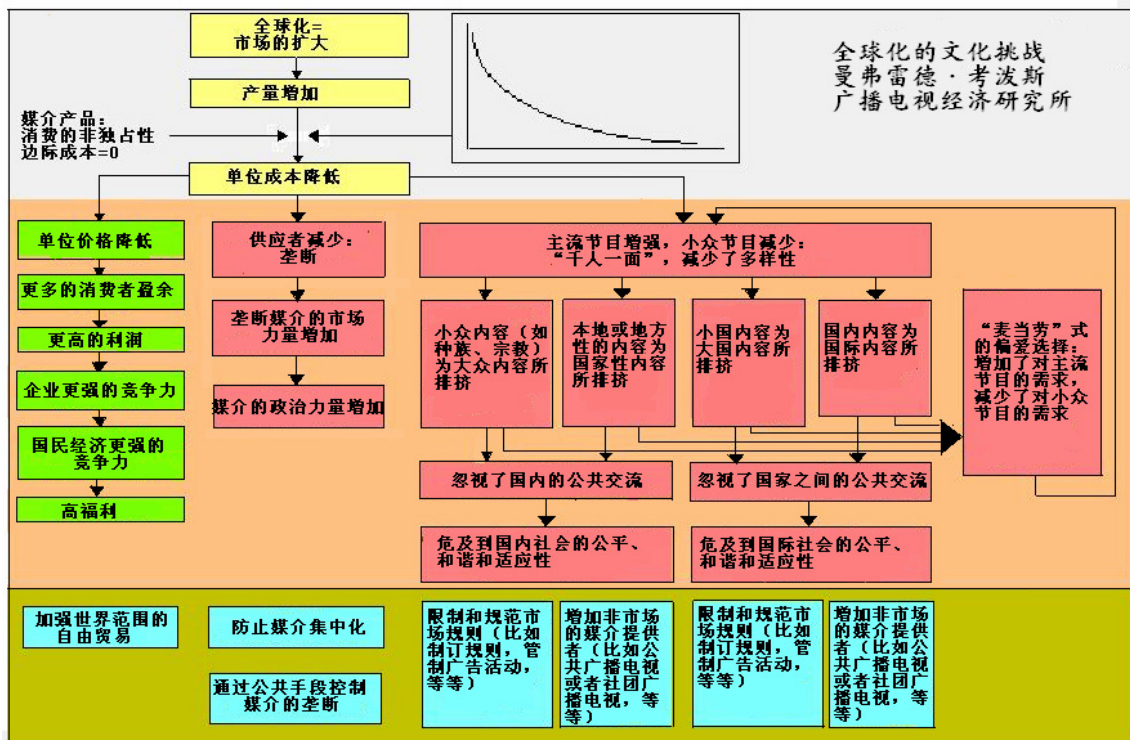 全球化=
市场的扩大
全球化的文化挑战
曼弗雷德·考泼斯
广播电视经济研究所
产量增加
媒介产品：
消费的非独占性
边际成本=0
单位成本降低
单位价格降低
更多的消费者盈余
更高的利润
企业更强的竞争力
国民经济更强的
竞争力
高福利
供应者减少：
垄断
垄断媒介的市场
力量增加
媒介的政治力量增加
主流节目增强，小众节目减少：
“千人一面”，减少了多样性
小众内容（如
种族、宗教）
为大众内容所
排挤
本地或地方
性的内容为
国家性内容
所排挤
小国内容为
大国内容所
排挤
国内内容为
国际内容所
排挤
“麦当劳”式
的偏爱选择：
增加了对主流
节目的需求，
减少了对小众
节目的需求
忽视了国内的公共交流
忽视了国家之间的公共交流
危及到国内社会的公平、
和谐和适应性
危及到国际社会的公平、
和谐和适应性
加强世界范围的
自由贸易
防止媒介集中化
通过公共手段控制
媒介的垄断
限制和规范市
场规则（比如
制订规则，管
制广告活动，
等等）
增加非市场
的媒介提供
者（比如公
共广播电视
或者社团广
播电视，等
等）
限制和规范市
场规则（比如
制订规则，管
制广告活动，
等等）
增加非市场
的媒介提供
者（比如公
共广播电视
或者社团广
播电视，等
等）